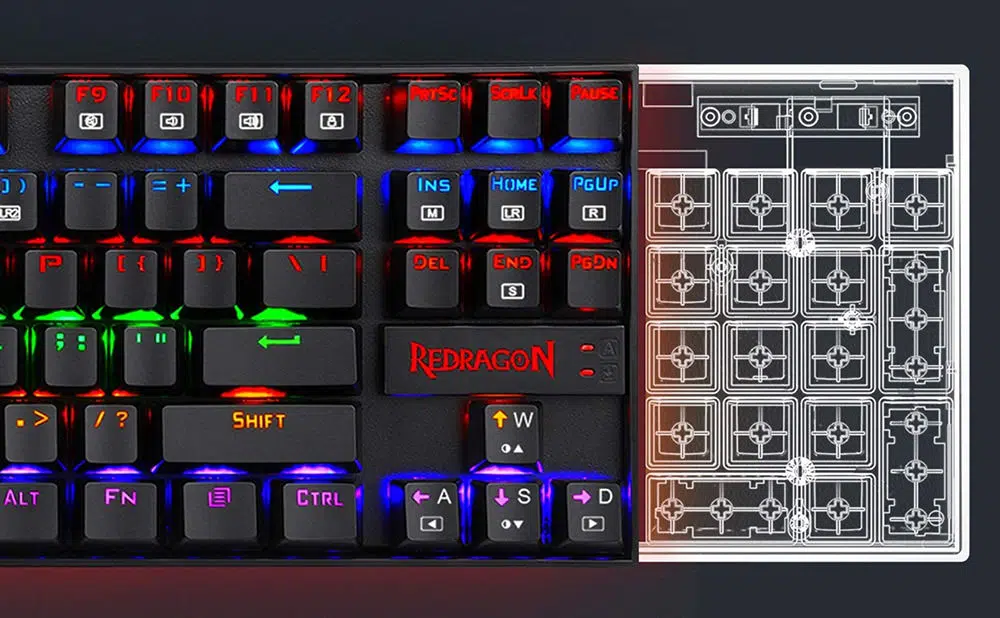 F9 F10 F11 F12 PrtSc ScrLk Pause
] ) - - = + Ins Home PgUp
LR2 M LR R
P [ { ] } \ | Del End PgDn
S
; : ' " REDRAGON A
. > / ? Shift W
Alt Fn Ctrl A S D